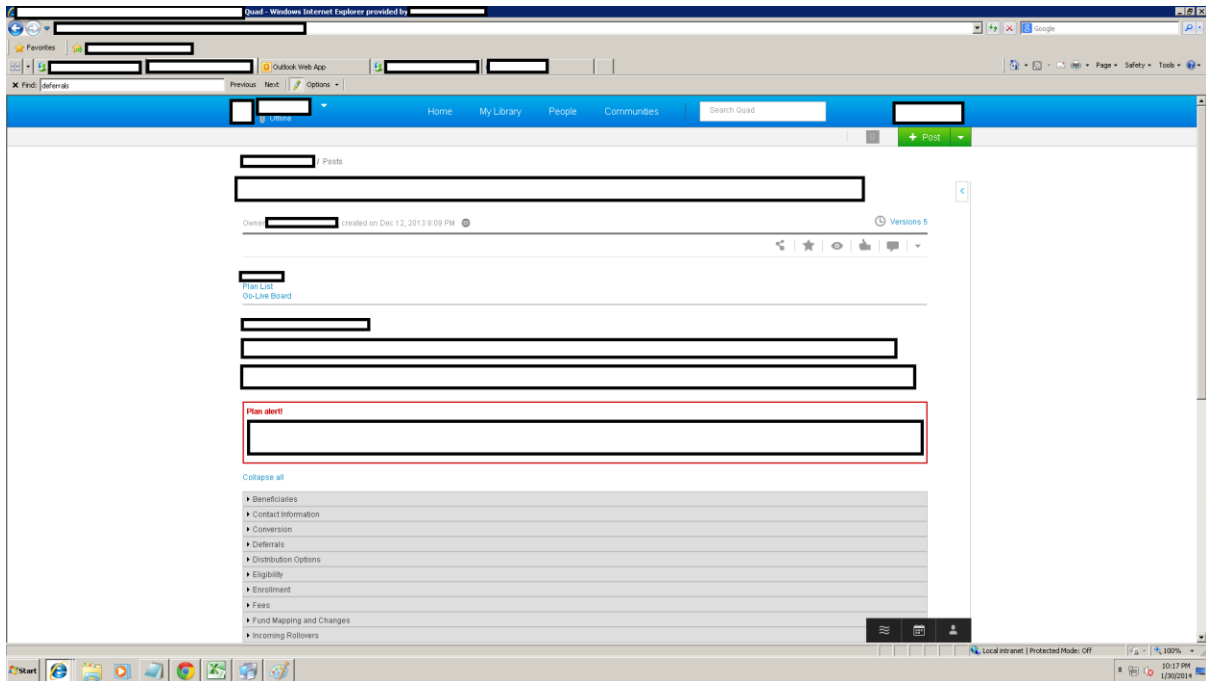 Quad - Windows Internet Explorer provided by
Google
Favorites
Outlook Web App
Page Safety Tools
Find: deferrals Previous Next Options
Offline
Home My Library People Communities Search Quad
0 + Post
/ Posts
Owner created on Dec 12, 2013 9:09 PM Versions 5
Plan List
Go-Live Board
Plan alert!
Collapse all
Beneficiaries
Contact Information
Conversion
Deferrals
Distribution Options
Eligibility
Enrollment
Fees
Fund Mapping and Changes
Incoming Rollovers
Local intranet | Protected Mode: Off 100%
Start 10:17 PM
1/30/2014